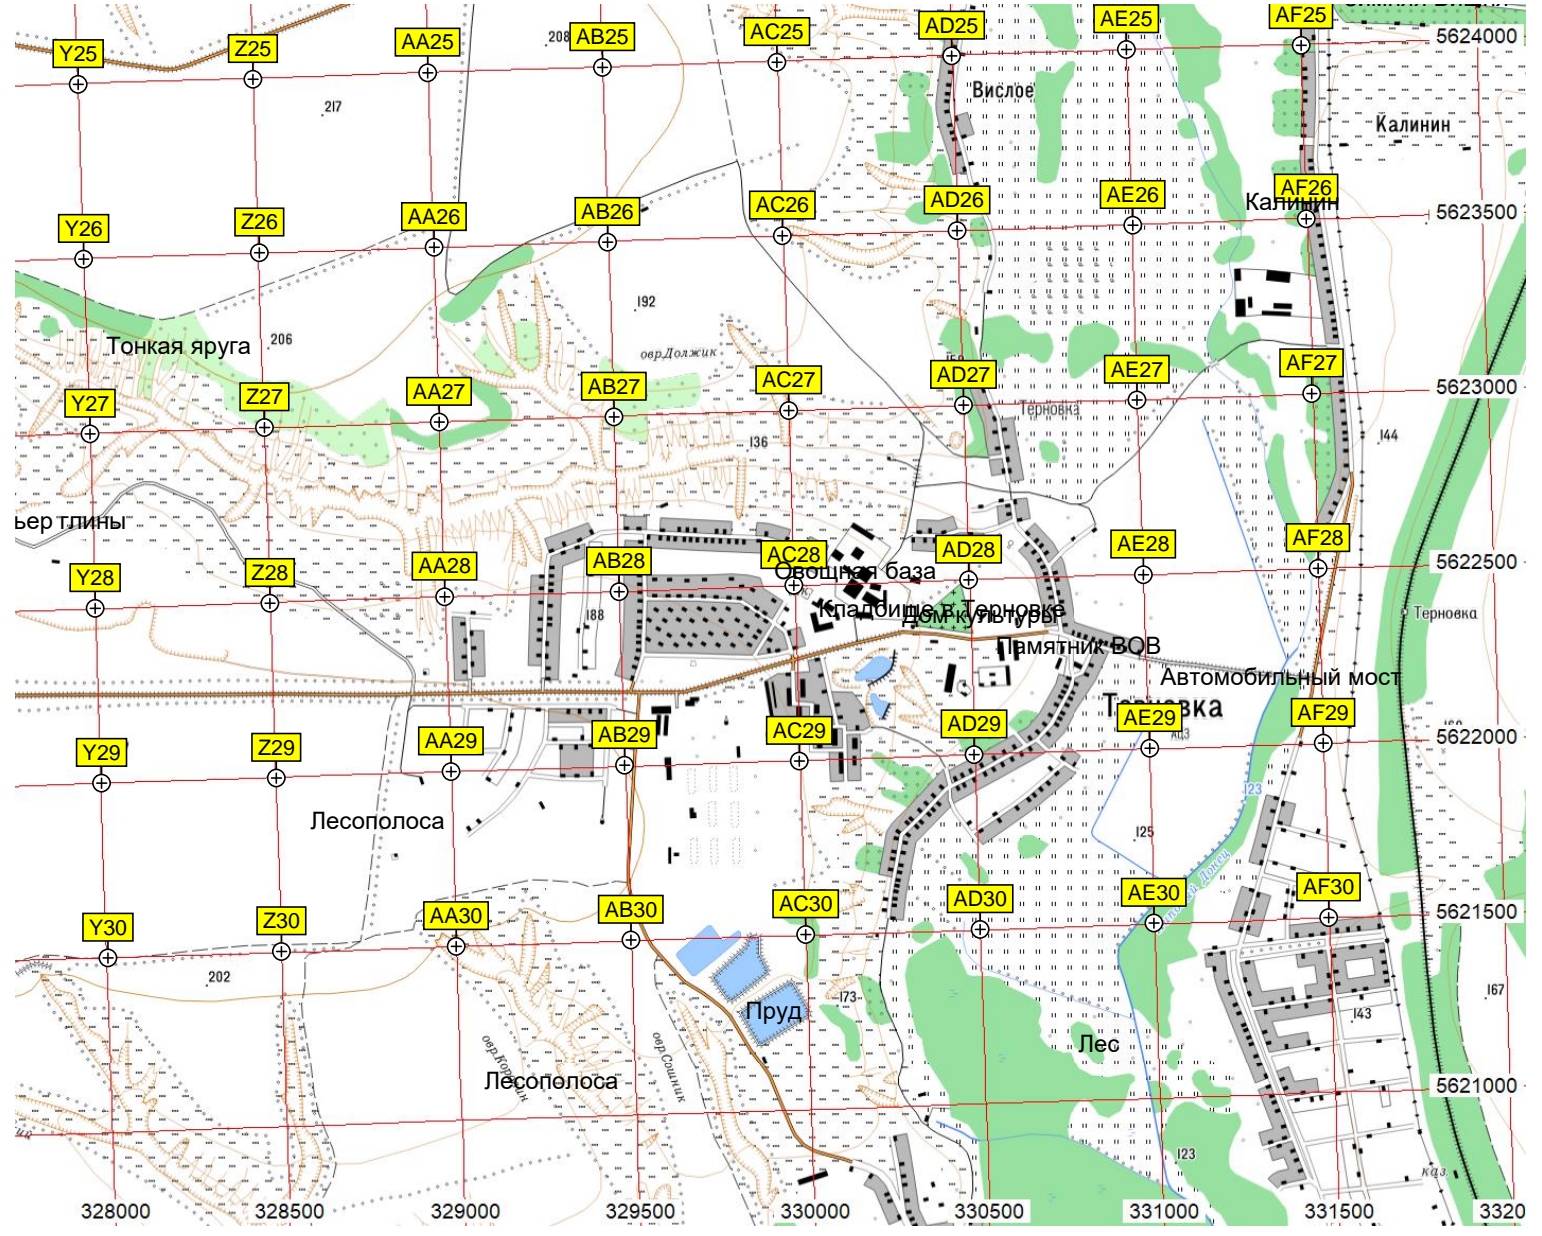 Y25 Z25 AA25 208 AB25 AC25 AD25 AE25 AF25
5624000
217
Вислое
Калинин
Y26 Z26 AA26 AB26 AC26 AD26 AE26 AF26
Калинин
5623500
192
206
Тонкая яруга
овр.Должик
Y27 Z27 AA27 AB27 AC27 AD27 AE27 AF27
5623000
Терновка
136
144
ьер глины
Y28 Z28 AA28 AB28 AC28 AD28 AE28 AF28
5622500
Овощная база
Кладбище в Терновке
Дом культуры
188
Терновка
Памятник ВОВ
Автомобильный мост
Терновка
Y29 Z29 AA29 AB29 AC29 AD29 AE29 AF29
5622000
123
Лесополоса
125
Y30 Z30 AA30 AB30 AC30 AD30 AE30 AF30
5621500
202
173
167
Пруд
143
Лес
овр.Сошник
Лесополоса
5621000
123
каз.
328000 328500 329000 329500 330000 330500 331000 331500 3320